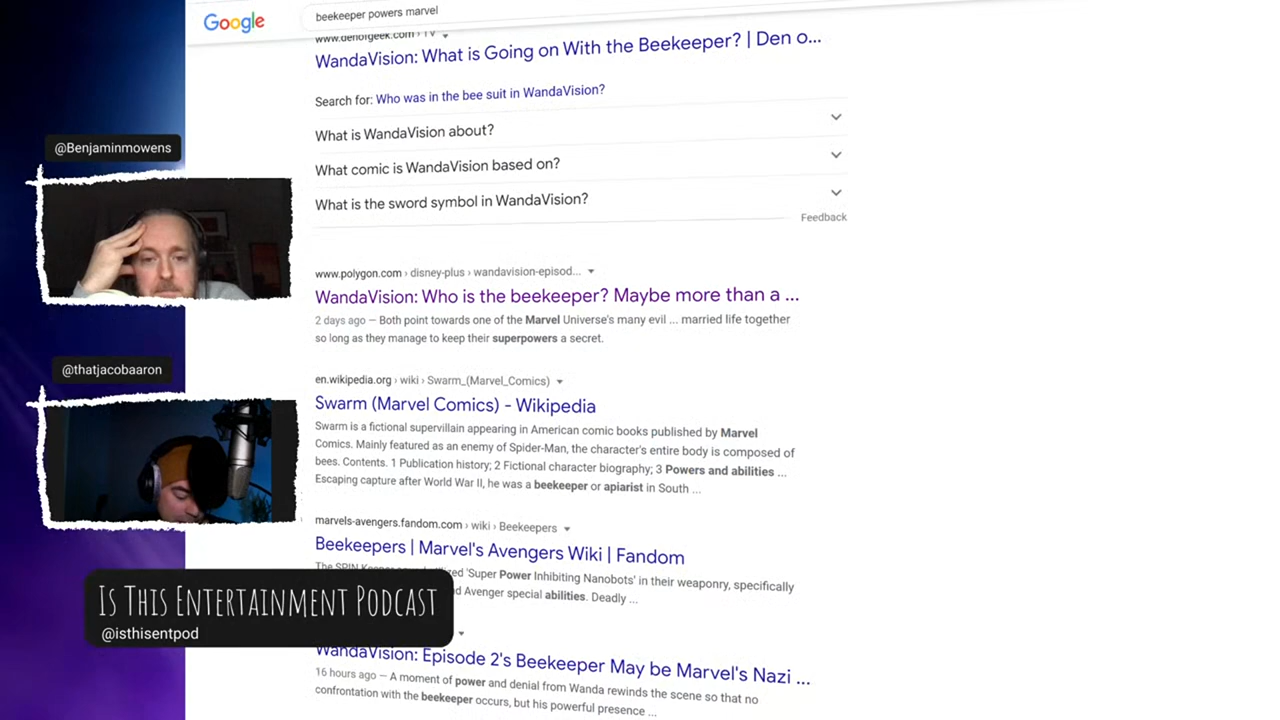 Google
beekeeper powers marvel
www.denofgeek.com › TV
WandaVision: What is Going on With the Beekeeper? | Den o...
Search for: Who was in the bee suit in WandaVision?
What is WandaVision about?
What comic is WandaVision based on?
What is the sword symbol in WandaVision?
Feedback
@Benjaminmowens
www.polygon.com › disney-plus › wandavision-episod...
WandaVision: Who is the beekeeper? Maybe more than a ...
2 days ago — Both point towards one of the Marvel Universe's many evil ... married life together
so long as they manage to keep their superpowers a secret.
@thatjacobaaron
en.wikipedia.org › wiki › Swarm_(Marvel_Comics)
Swarm (Marvel Comics) - Wikipedia
Swarm is a fictional supervillain appearing in American comic books published by Marvel
Comics. Mainly featured as an enemy of Spider-Man, the character's entire body is composed of
bees. Contents. 1 Publication history; 2 Fictional character biography; 3 Powers and abilities ...
Escaping capture after World War II, he was a beekeeper or apiarist in South ...
marvels-avengers.fandom.com › wiki › Beekeepers
Beekeepers | Marvel's Avengers Wiki | Fandom
The SPIN Keeper 'Super Power Inhibiting Nanobots' in their weaponry, specifically
Avenger special abilities. Deadly ...
Is This Entertainment Podcast
@isthisentpod
WandaVision: Episode 2's Beekeeper May be Marvel's Nazi ...
16 hours ago — A moment of power and denial from Wanda rewinds the scene so that no
confrontation with the beekeeper occurs, but his powerful presence ...